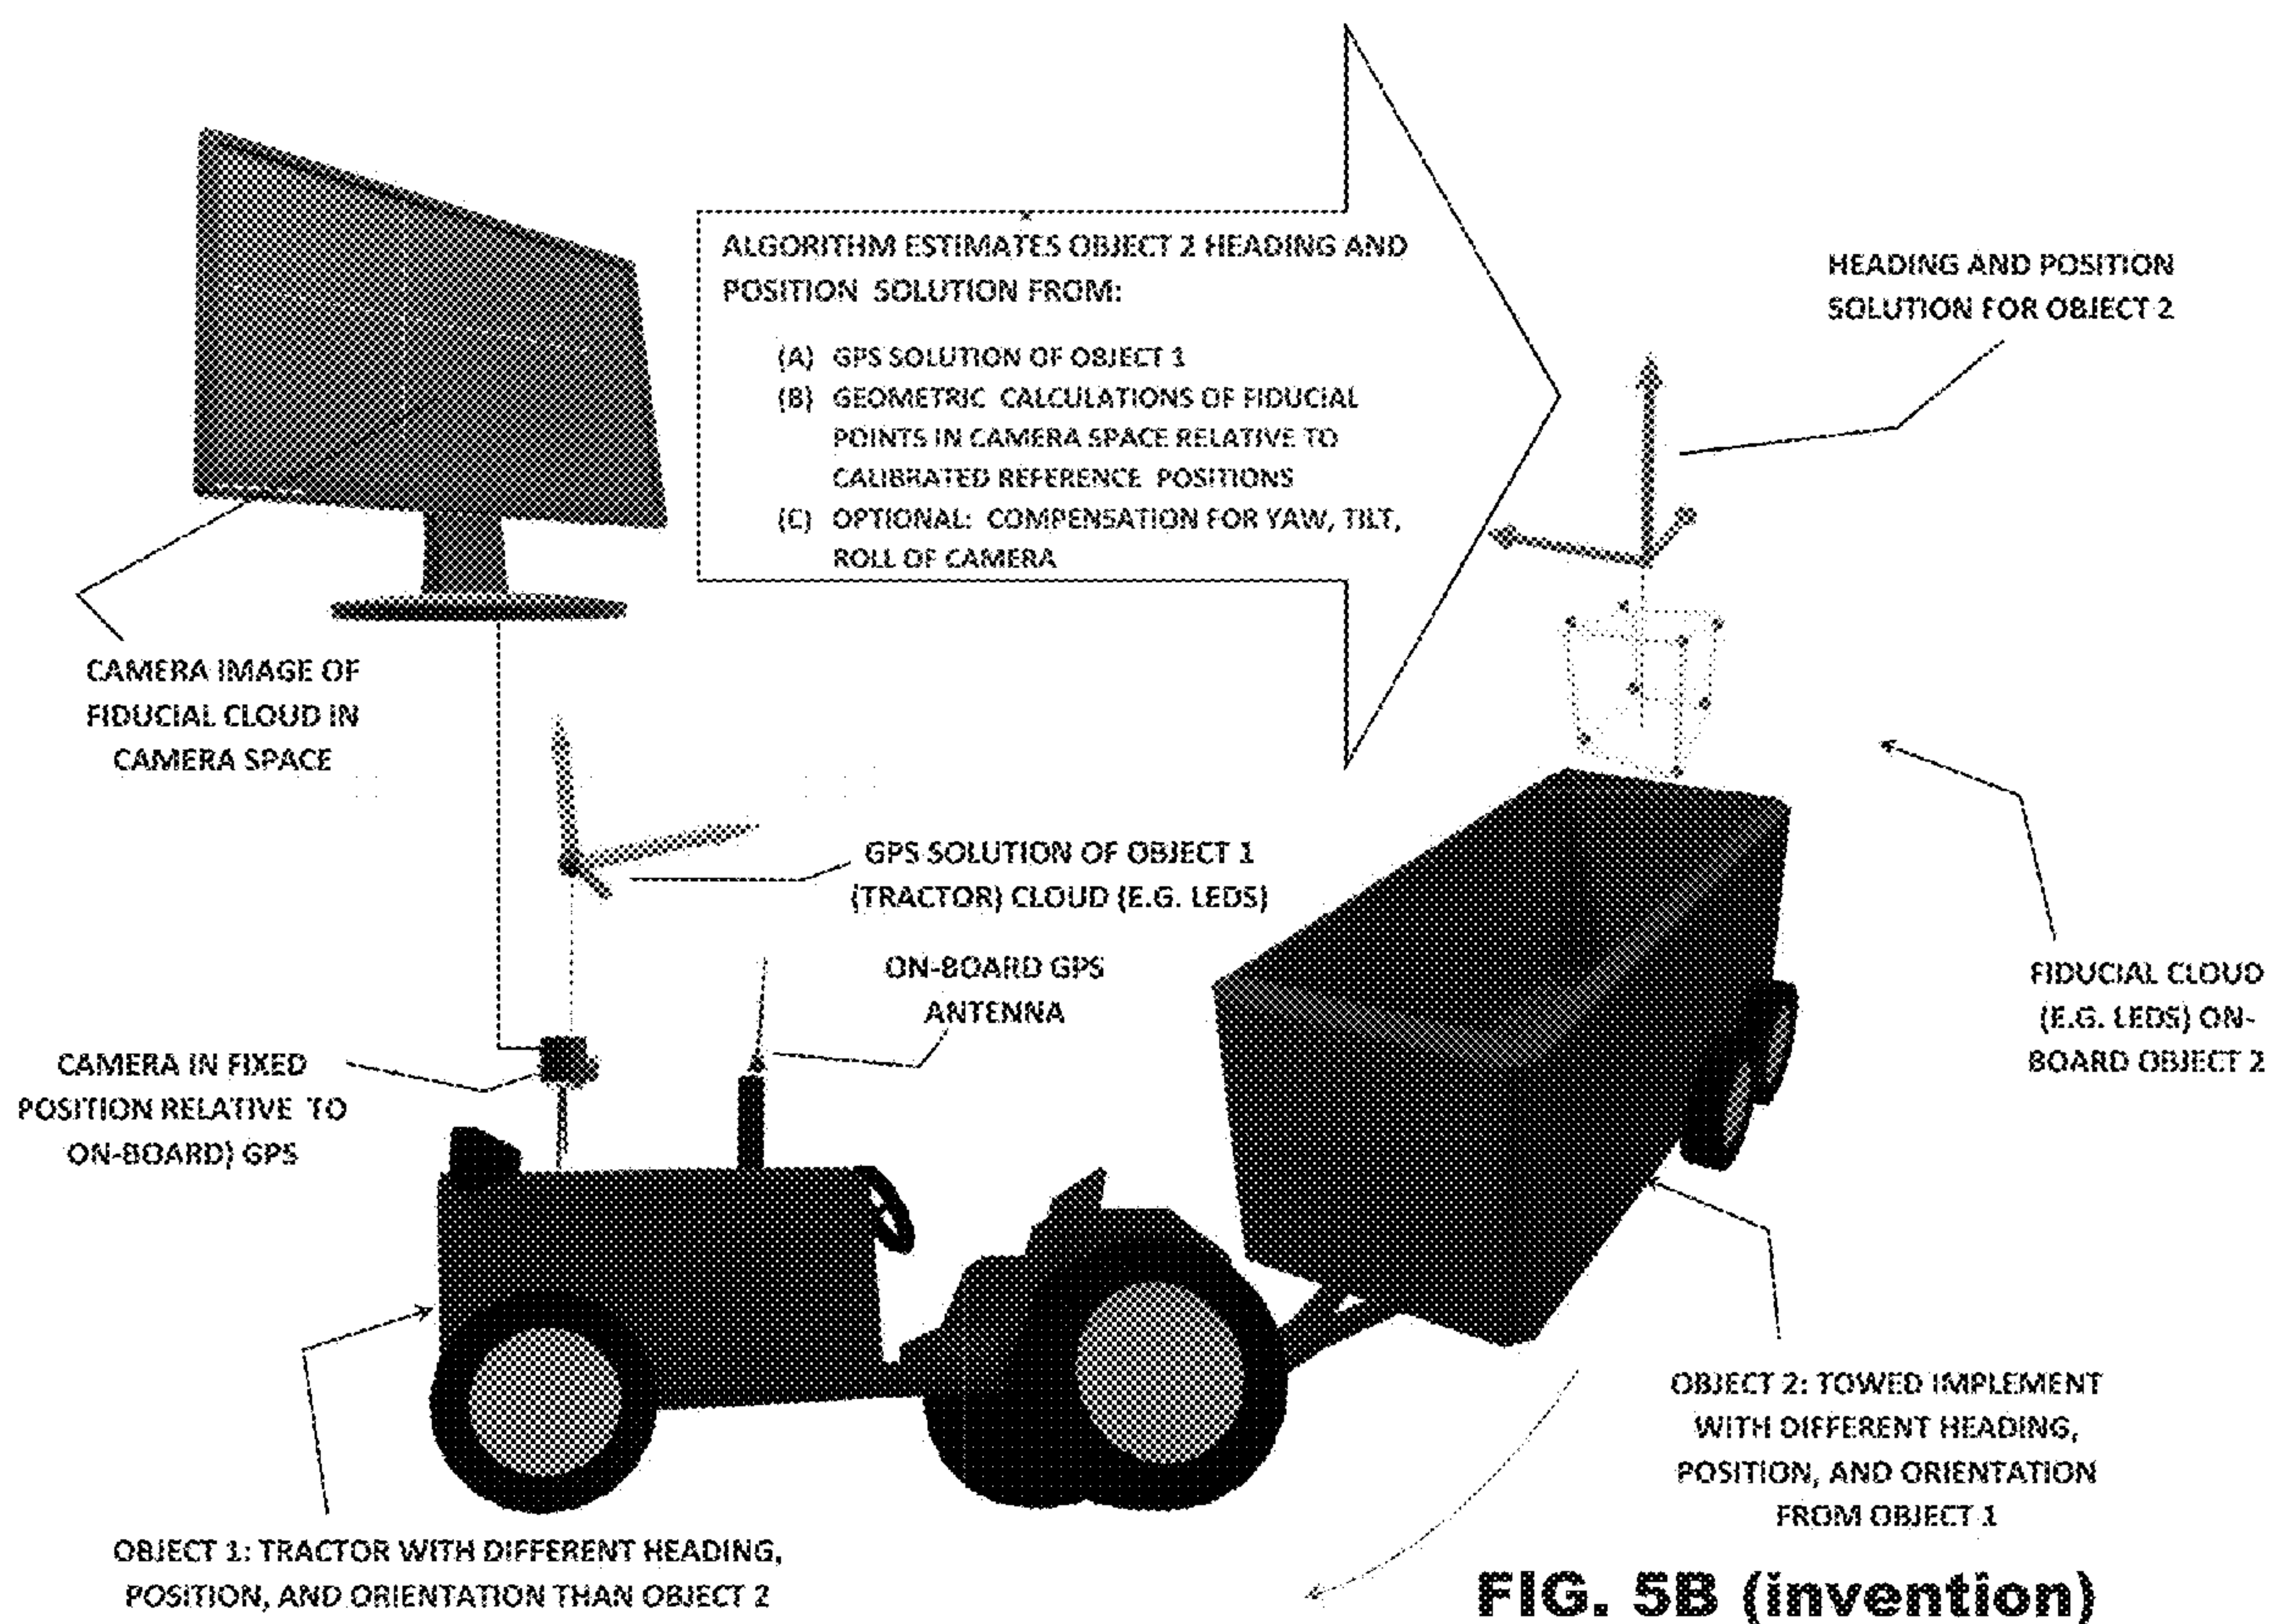 ALGORITHM ESTIMATES OBJECT 2 HEADING AND
POSITION SOLUTION FROM:
(A) GPS SOLUTION OF OBJECT 1
(B) GEOMETRIC CALCULATIONS OF FIDUCIAL
POINTS IN CAMERA SPACE RELATIVE TO
CALIBRATED REFERENCE POSITIONS
(C) OPTIONAL: COMPENSATION FOR YAW, TILT,
ROLL OF CAMERA
HEADING AND POSITION
SOLUTION FOR OBJECT 2
CAMERA IMAGE OF
FIDUCIAL CLOUD IN
CAMERA SPACE
GPS SOLUTION OF OBJECT 1
(TRACTOR) CLOUD (E.G. LEDS)
ON-BOARD GPS
ANTENNA
FIDUCIAL CLOUD
(E.G. LEDS) ON-
BOARD OBJECT 2
CAMERA IN FIXED
POSITION RELATIVE TO
ON-BOARD) GPS
OBJECT 2: TOWED IMPLEMENT
WITH DIFFERENT HEADING,
POSITION, AND ORIENTATION
FROM OBJECT 1
OBJECT 1: TRACTOR WITH DIFFERENT HEADING,
POSITION, AND ORIENTATION THAN OBJECT 2
FIG. 5B (invention)